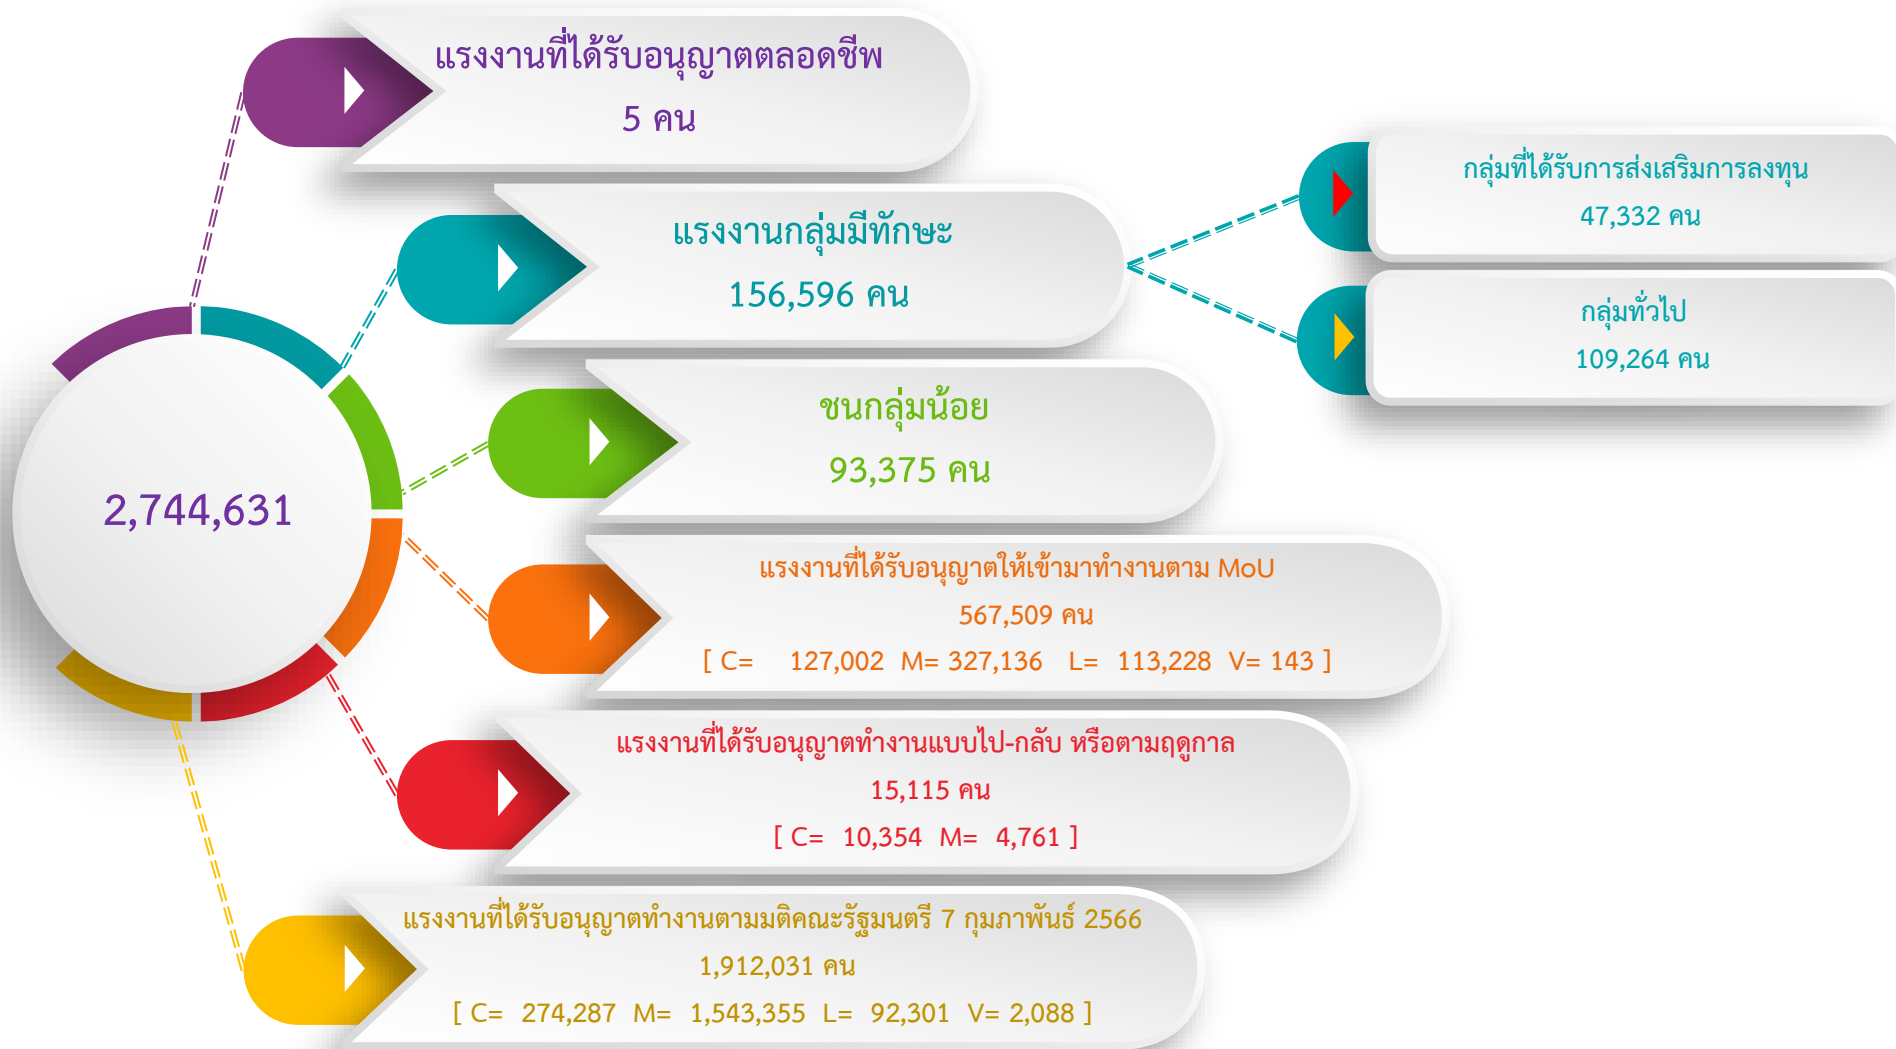 แรงงานที่ได้รับอนุญาตตลอดชีพ
5 คน
แรงงานกลุ่มมีทักษะ
156,596 คน
กลุ่มที่ได้รับการส่งเสริมการลงทุน
47,332 คน
กลุ่มทั่วไป
109,264 คน
ชนกลุ่มน้อย
93,375 คน
2,744,631
แรงงานที่ได้รับอนุญาตให้เข้ามาทำงานตาม MoU
567,509 คน
[ C= 127,002 M= 327,136 L= 113,228 V= 143 ]
แรงงานที่ได้รับอนุญาตทำงานแบบไป-กลับ หรือตามฤดูกาล
15,115 คน
[ C= 10,354 M= 4,761 ]
แรงงานที่ได้รับอนุญาตทำงานตามมติคณะรัฐมนตรี 7 กุมภาพันธ์ 2566
1,912,031 คน
[ C= 274,287 M= 1,543,355 L= 92,301 V= 2,088 ]